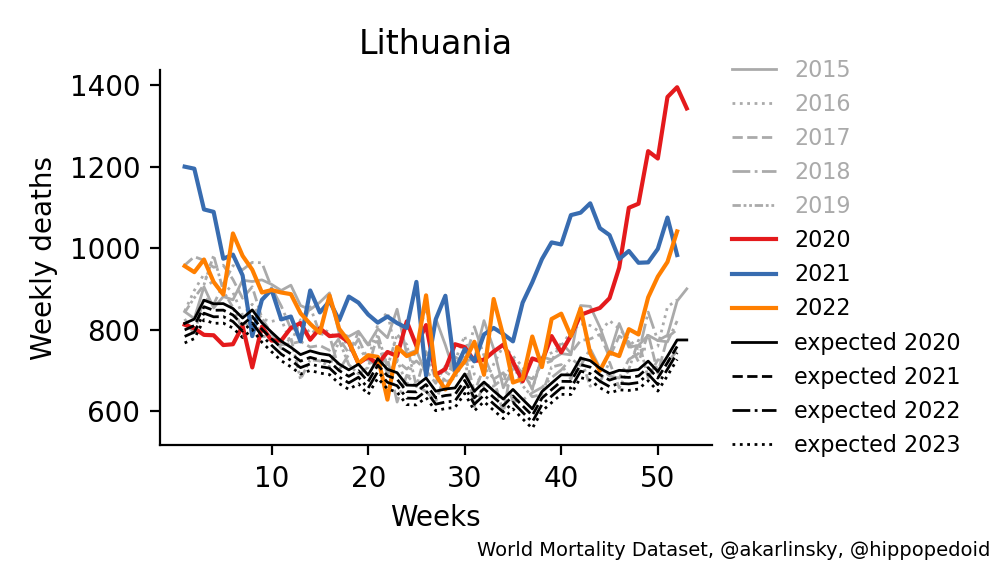 Lithuania
Weekly deaths
1400
1200
1000
800
600
10 20 30 40 50
Weeks
2015
2016
2017
2018
2019
2020
2021
2022
expected 2020
expected 2021
expected 2022
expected 2023
World Mortality Dataset, @akarlinsky, @hippopedoid